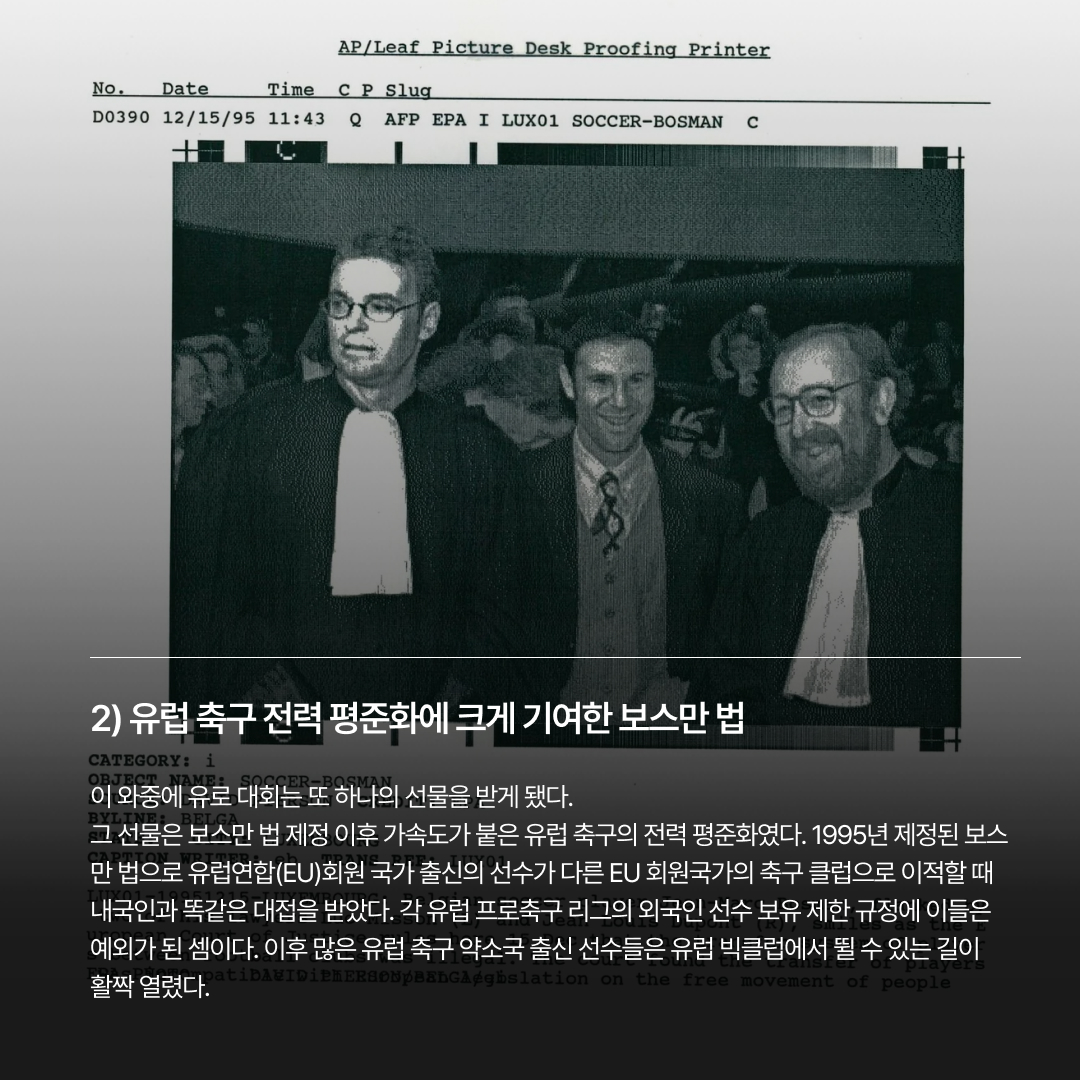 AP/Leaf Picture Desk Proofing Printer
No. Date Time C P Slug
D0390 12/15/95 11:43 Q AFP EPA I LUX01 SOCCER-BOSMAN C
2) 유럽 축구 전력 평준화에 크게 기여한 보스만 법
CATEGORY: i
OBJECT NAME: SOCCER-BOSMAN
이 와중에 유로 대회는 또 하나의 선물을 받게 됐다.
BYLINE: BELGA
그 선물은 보스만 법 제정 이후 가속도가 붙은 유럽 축구의 전력 평준화였다. 1995년 제정된 보스
만 법으로 유럽연합(EU)회원 국가 출신의 선수가 다른 EU 회원국가의 축구 클럽으로 이적할 때
내국인과 똑같은 대접을 받았다. 각 유럽 프로축구 리그의 외국인 선수 보유 제한 규정에 이들은
예외가 된 셈이다. 이후 많은 유럽 축구 약소국 출신 선수들은 유럽 빅클럽에서 뛸 수 있는 길이
활짝 열렸다.
on the free movement of people